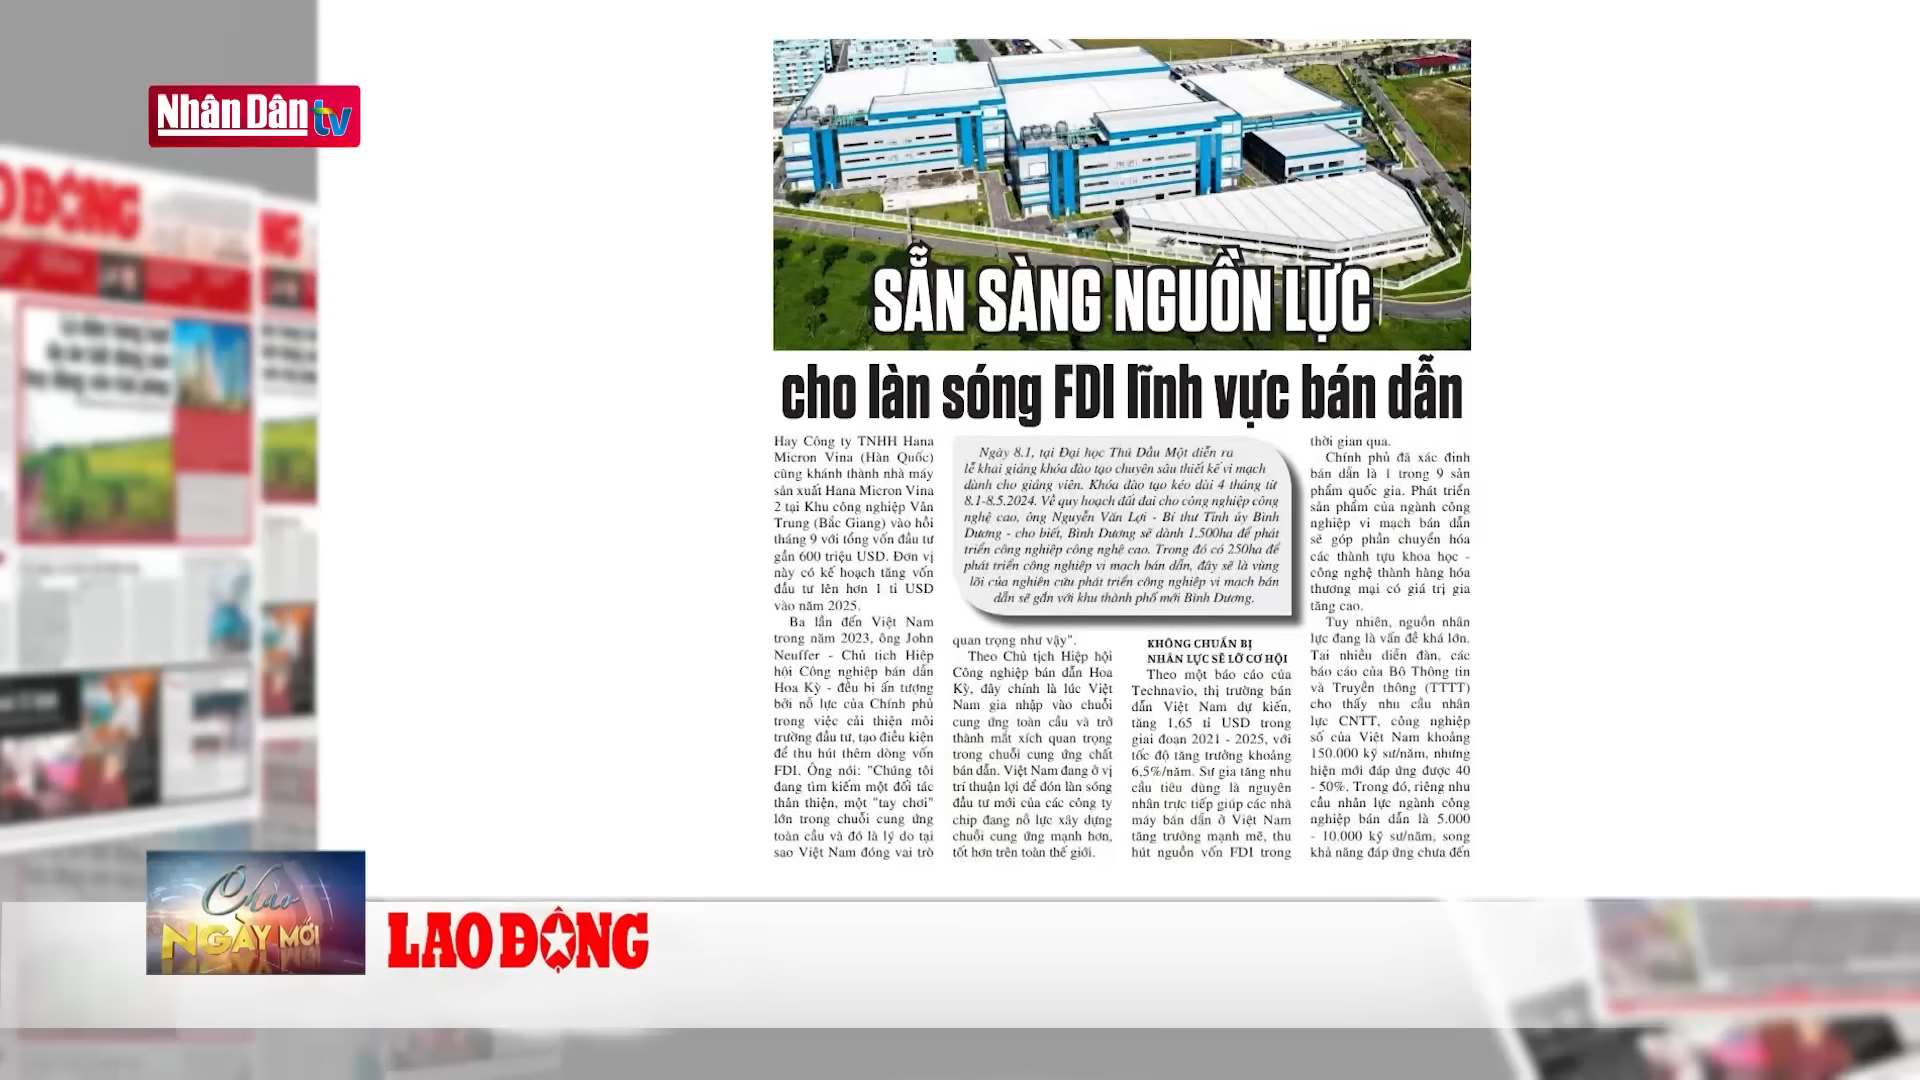 Nhân Dân tv
SẴN SÀNG NGUỒN LỰC
cho làn sóng FDI lĩnh vực bán dẫn
Hay Công ty TNHH Hana
Micron Vina (Hàn Quốc)
cũng khánh thành nhà máy
sản xuất Hana Micron Vina
2 tại Khu công nghiệp Vân
Trung (Bắc Giang) vào hồi
tháng 9 với tổng vốn đầu tư
gần 600 triệu USD. Đơn vị
này có kế hoạch tăng vốn
đầu tư lên hơn 1 tỉ USD
vào năm 2025.
Ba lần đến Việt Nam
trong năm 2023, ông John
Neuffer - Chủ tịch Hiệp
hội Công nghiệp bán dẫn
Hoa Kỳ - đều bị ấn tượng
bởi nỗ lực của Chính phủ
trong việc cải thiện môi
trường đầu tư, tạo điều kiện
để thu hút thêm dòng vốn
FDI. Ông nói: "Chúng tôi
đang tìm kiếm một đối tác
thân thiện, một "tay chơi"
lớn trong chuỗi cung ứng
toàn cầu và đó là lý do tại
sao Việt Nam đóng vai trò
Ngày 8.1, tại Đại học Thủ Dầu Một diễn ra
lễ khai giảng khóa đào tạo chuyên sâu thiết kế vi mạch
dành cho giảng viên. Khóa đào tạo kéo dài 4 tháng từ
8.1-8.5.2024. Về quy hoạch đất đai cho công nghiệp công
nghệ cao, ông Nguyễn Văn Lợi - Bí thư Tỉnh ủy Bình
Dương - cho biết, Bình Dương sẽ dành 1.500ha để phát
triển công nghiệp công nghệ cao. Trong đó có 250ha để
phát triển công nghiệp vi mạch bán dẫn, đây sẽ là vùng
lõi của nghiên cứu phát triển công nghiệp vi mạch bán
dẫn sẽ gắn với khu thành phố mới Bình Dương.
quan trọng như vậy".
Theo Chủ tịch Hiệp hội
Công nghiệp bán dẫn Hoa
Kỳ, đây chính là lúc Việt
Nam gia nhập vào chuỗi
cung ứng toàn cầu và trở
thành mắt xích quan trọng
trong chuỗi cung ứng chất
bán dẫn. Việt Nam đang ở vị
trí thuận lợi để đón làn sóng
đầu tư mới của các công ty
chip đang nỗ lực xây dựng
chuỗi cung ứng mạnh hơn,
tốt hơn trên toàn thế giới.
KHÔNG CHUẨN BỊ
NHÂN LỰC SẼ LỠ CƠ HỘI
Theo một báo cáo của
Technavio, thị trường bán
dẫn Việt Nam dự kiến,
tăng 1,65 tỉ USD trong
giai đoạn 2021 - 2025, với
tốc độ tăng trưởng khoảng
6,5%/năm. Sự gia tăng nhu
cầu tiêu dùng là nguyên
nhân trực tiếp giúp các nhà
máy bán dẫn ở Việt Nam
tăng trưởng mạnh mẽ, thu
hút nguồn vốn FDI trong
thời gian qua.
Chính phủ đã xác định
bán dẫn là 1 trong 9 sản
phẩm quốc gia. Phát triển
sản phẩm của ngành công
nghiệp vi mạch bán dẫn
sẽ góp phần chuyển hóa
các thành tựu khoa học -
công nghệ thành hàng hóa
thương mại có giá trị gia
tăng cao.
Tuy nhiên, nguồn nhân
lực đang là vấn đề khá lớn.
Tại nhiều diễn đàn, các
báo cáo của Bộ Thông tin
và Truyền thông (TTTT)
cho thấy nhu cầu nhân
lực CNTT, công nghiệp
số của Việt Nam khoảng
150.000 kỹ sư/năm, nhưng
hiện mới đáp ứng được 40
- 50%. Trong đó, riêng nhu
cầu nhân lực ngành công
nghiệp bán dẫn là 5.000
- 10.000 kỹ sư/năm, song
khả năng đáp ứng chưa đến
Chào
NGÀY MỚI
LAO ĐỘNG